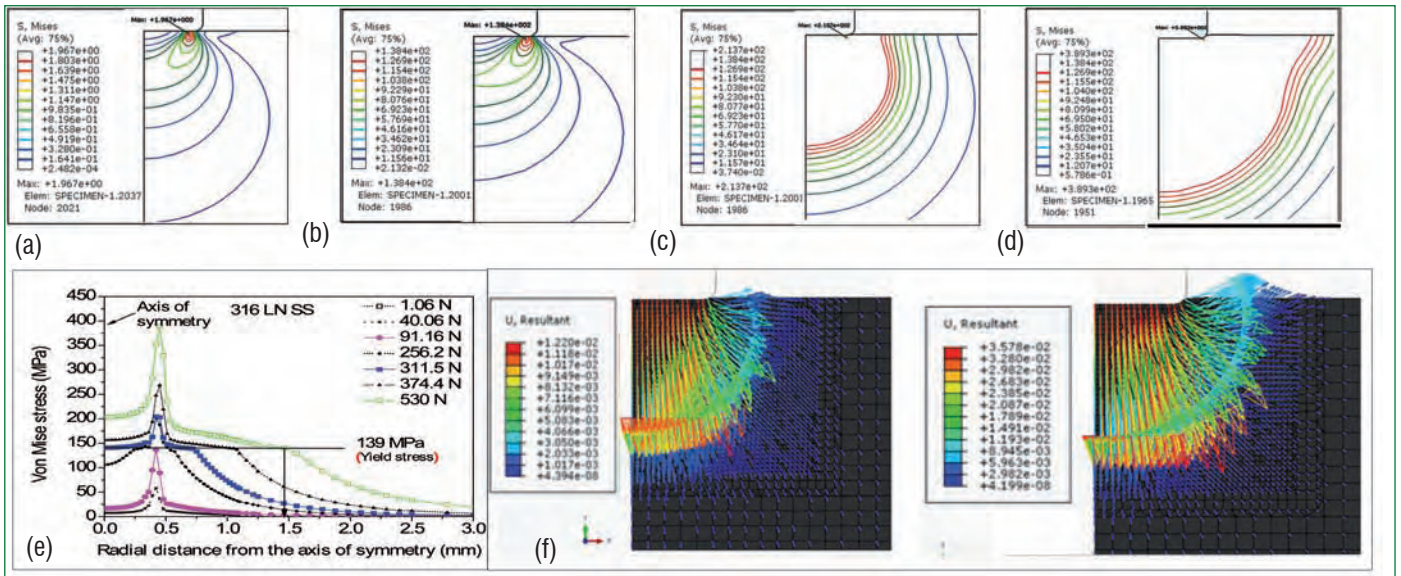 Max: +1.967e+000
S, Mises
(Avg: 75%)
+1.967e+00
+1.803e+00
+1.639e+00
+1.475e+00
+1.311e+00
+1.147e+00
+9.835e-01
+8.196e-01
+6.558e-01
+4.919e-01
+3.280e-01
+1.641e-01
+2.482e-04
Max: +1.967e+00
Elem: SPECIMEN-1.2037
Node: 2021
(a)
Max: +1.384e+002
S, Mises
(Avg: 75%)
+1.384e+02
+1.269e+02
+1.154e+02
+1.038e+02
+9.229e+01
+8.076e+01
+6.923e+01
+5.769e+01
+4.616e+01
+3.462e+01
+2.309e+01
+1.156e+01
+2.132e-02
Max: +1.384e+02
Elem: SPECIMEN-1.2001
Node: 1986
(b)
S, Mises
(Avg: 75%)
+2.137e+02
+1.384e+02
+1.269e+02
+1.154e+02
+1.038e+02
+9.230e+01
+8.077e+01
+6.923e+01
+5.770e+01
+4.617e+01
+3.464e+01
+2.310e+01
+1.157e+01
+3.740e-02
Max: +2.137e+02
Elem: SPECIMEN-1.2001
Node: 1986
(c)
S, Mises
(Avg: 75%)
+3.893e+02
+1.384e+02
+1.269e+02
+1.155e+02
+1.040e+02
+9.248e+01
+8.099e+01
+6.950e+01
+5.802e+01
+4.653e+01
+3.504e+01
+2.355e+01
+1.207e+01
+5.786e-01
Max: +3.893e+02
Elem: SPECIMEN-1.1965
Node: 1951
(d)
Von Mise stress (MPa)
450
400
350
300
250
200
150
100
50
0
Axis of
symmetry
316 LN SS
1.06 N
40.06 N
91.16 N
256.2 N
311.5 N
374.4 N
530 N
139 MPa
(Yield stress)
0.0 0.5 1.0 1.5 2.0 2.5 3.0
Radial distance from the axis of symmetry (mm)
(e)
U, Resultant
+1.220e-02
+1.118e-02
+1.017e-02
+9.149e-03
+8.132e-03
+7.116e-03
+6.099e-03
+5.083e-03
+4.066e-03
+3.050e-03
+2.033e-03
+1.017e-03
+4.394e-08
(f)
U, Resultant
+3.578e-02
+3.280e-02
+2.982e-02
+2.683e-02
+2.385e-02
+2.087e-02
+1.789e-02
+1.491e-02
+1.193e-02
+8.945e-03
+5.963e-03
+2.982e-03
+4.199e-08